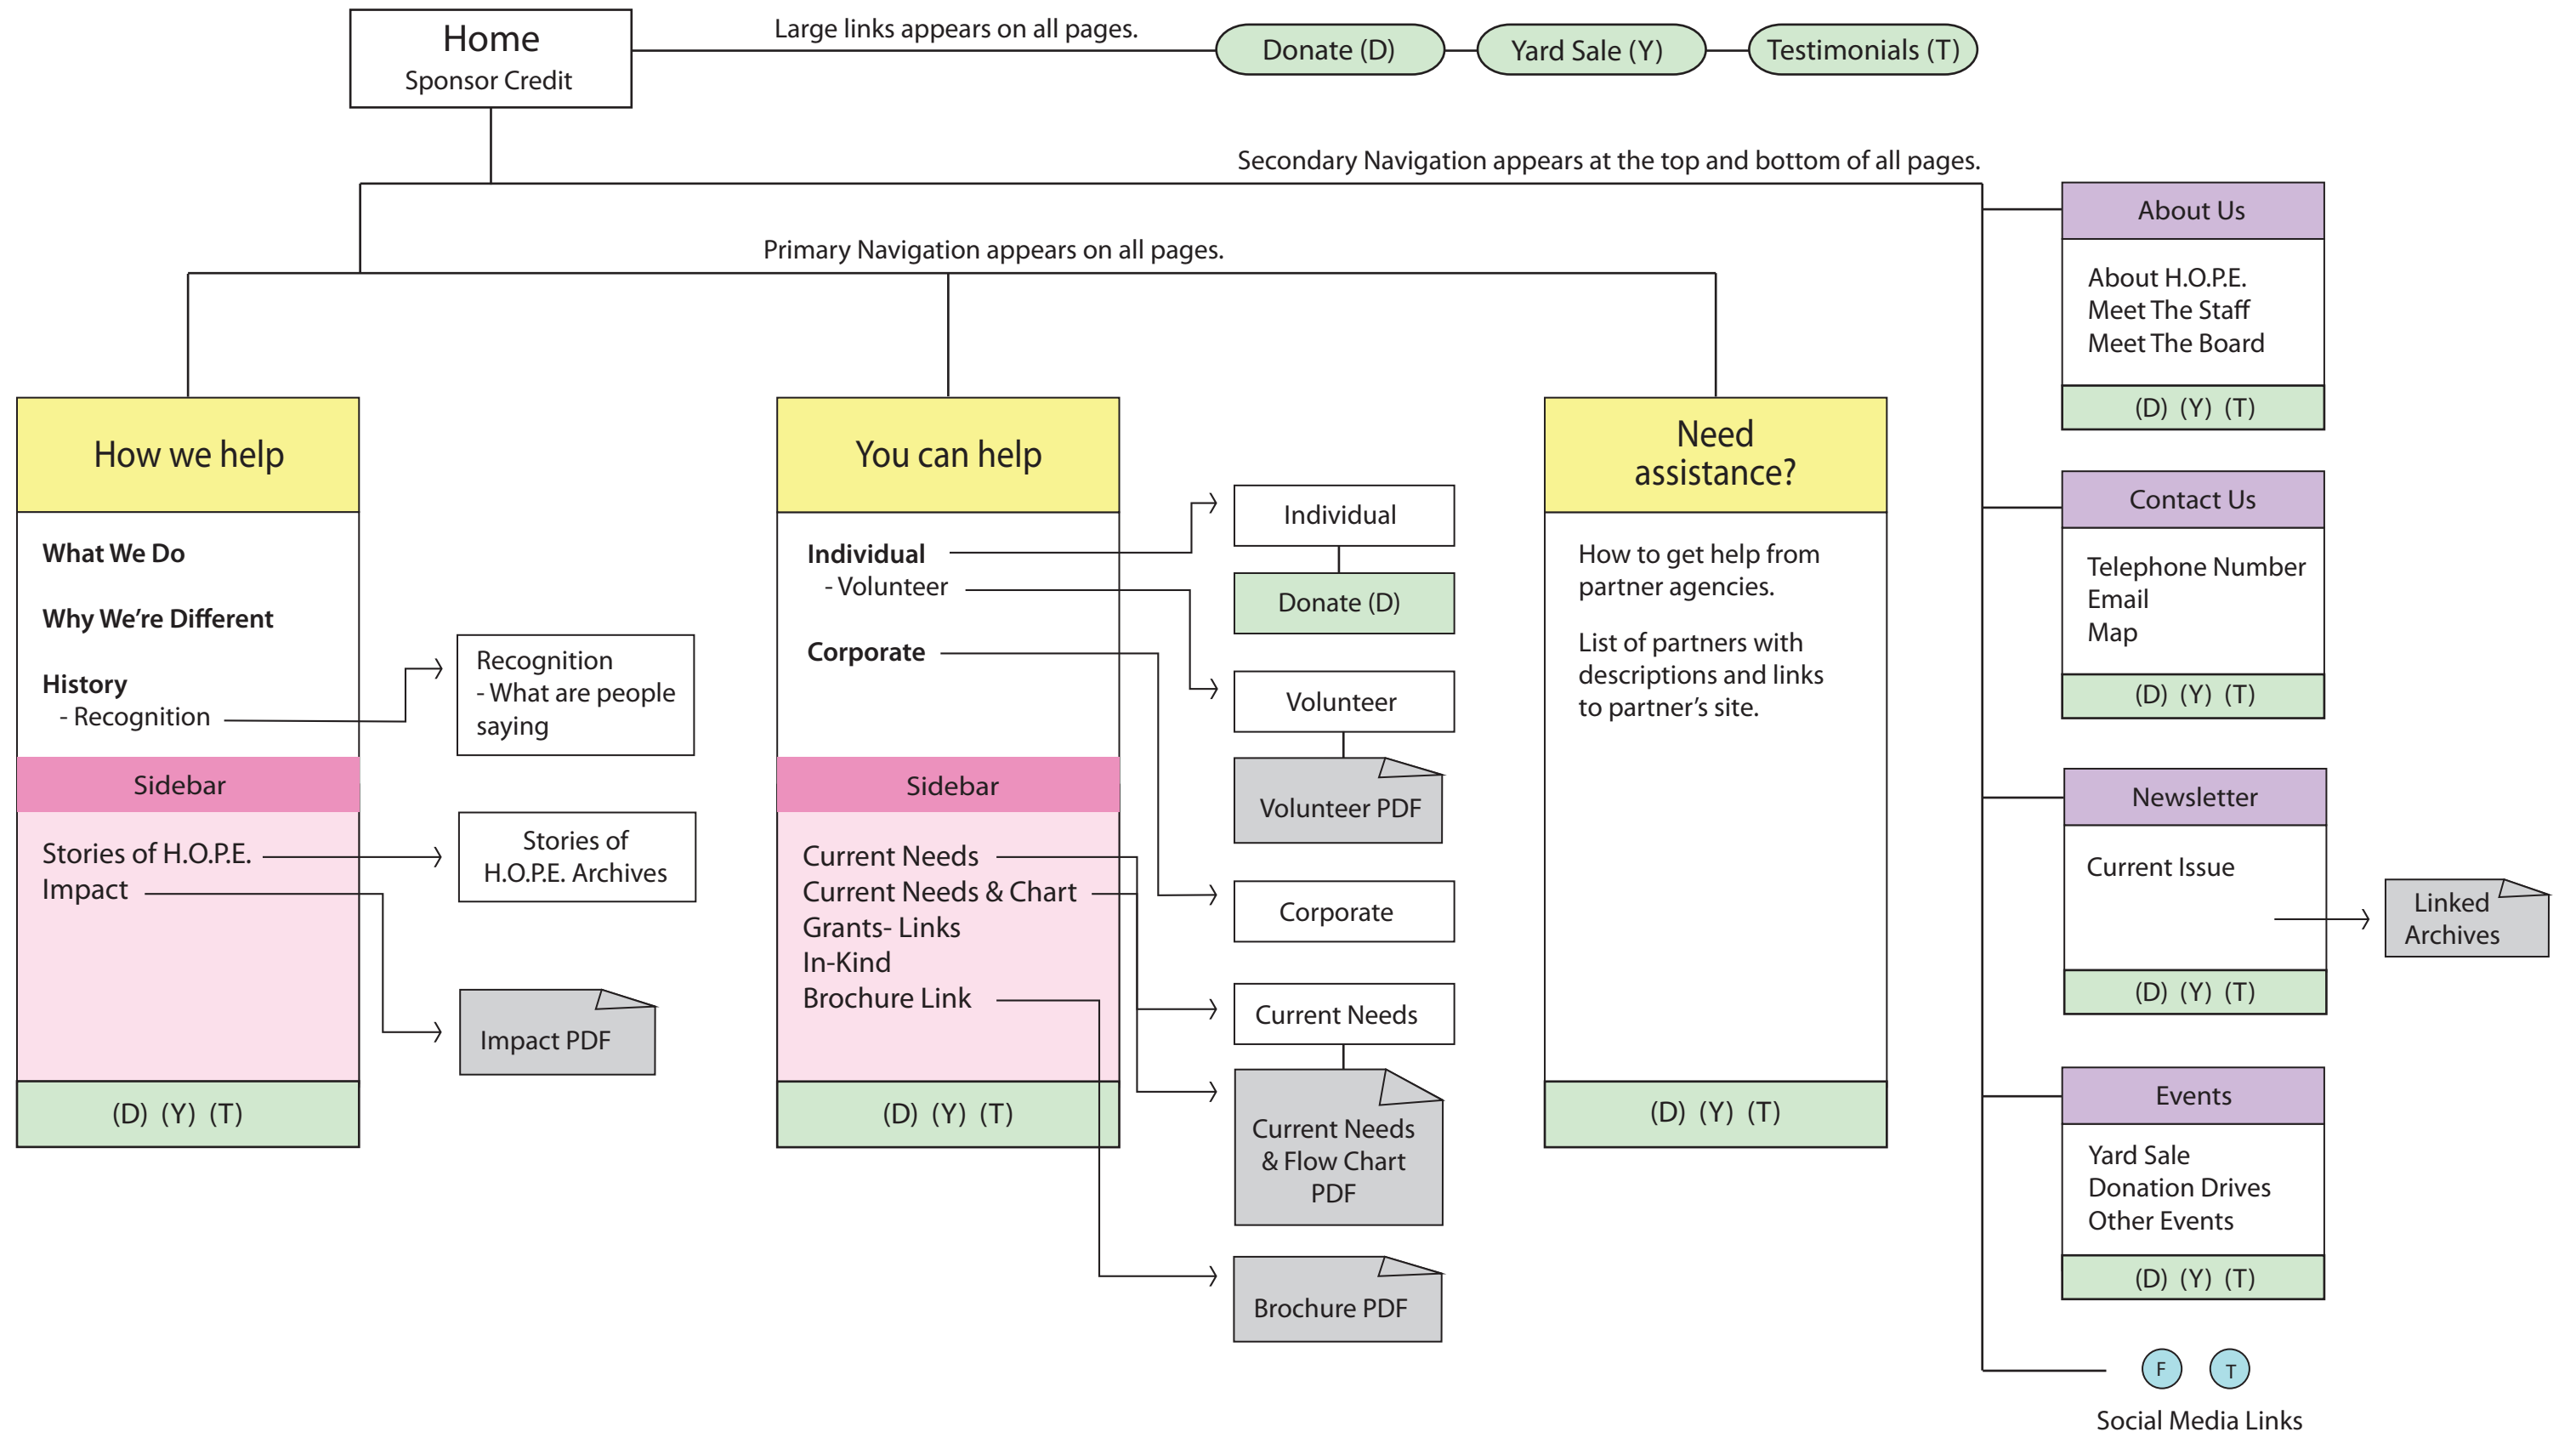 Home
Sponsor Credit
Large links appears on all pages.
Donate (D)
Yard Sale (Y)
Testimonials (T)
Secondary Navigation appears at the top and bottom of all pages.
Primary Navigation appears on all pages.
How we help
What We Do
Why We’re Different
History
- Recognition
Sidebar
Stories of H.O.P.E.
Impact
(D) (Y) (T)
Recognition
- What are people
saying
Stories of
H.O.P.E. Archives
Impact PDF
You can help
Individual
- Volunteer
Corporate
Sidebar
Current Needs
Current Needs & Chart
Grants- Links
In-Kind
Brochure Link
(D) (Y) (T)
Individual
Donate (D)
Volunteer
Volunteer PDF
Corporate
Current Needs
Current Needs
& Flow Chart
PDF
Brochure PDF
Need
assistance?
How to get help from
partner agencies.
List of partners with
descriptions and links
to partner’s site.
(D) (Y) (T)
About Us
About H.O.P.E.
Meet The Staff
Meet The Board
(D) (Y) (T)
Contact Us
Telephone Number
Email
Map
(D) (Y) (T)
Newsletter
Current Issue
(D) (Y) (T)
Linked
Archives
Events
Yard Sale
Donation Drives
Other Events
(D) (Y) (T)
F
T
Social Media Links